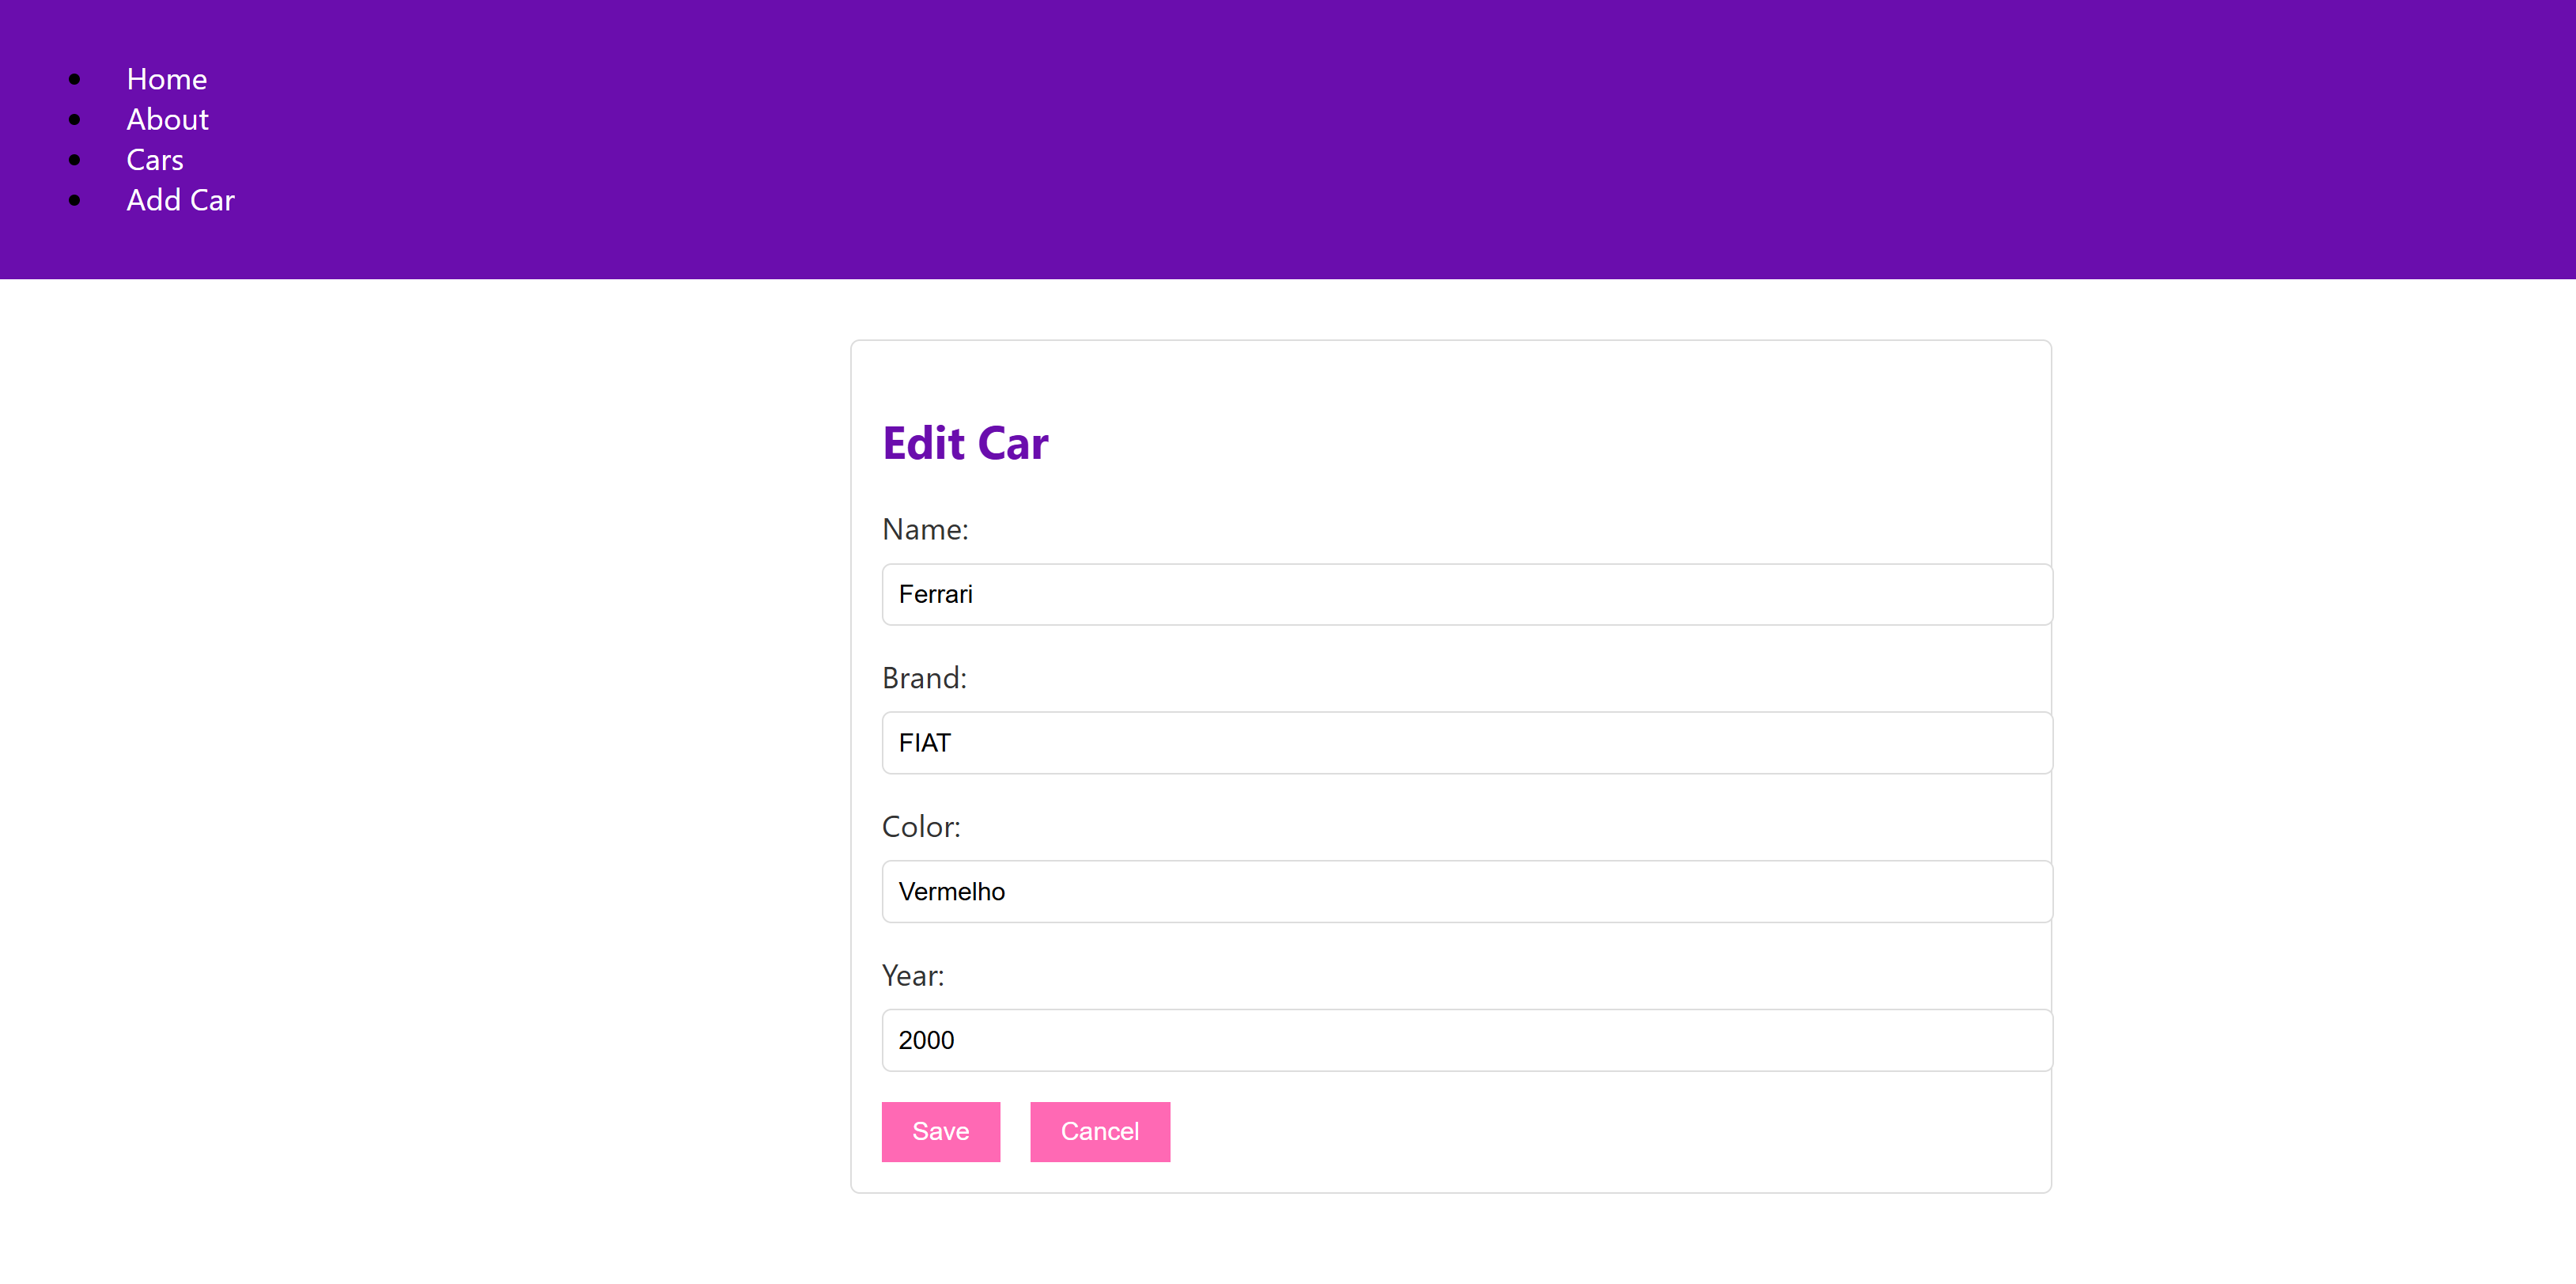 Home
About
Cars
Add Car
Edit Car
Name:
Ferrari
Brand:
FIAT
Color:
Vermelho
Year:
2000
Save Cancel